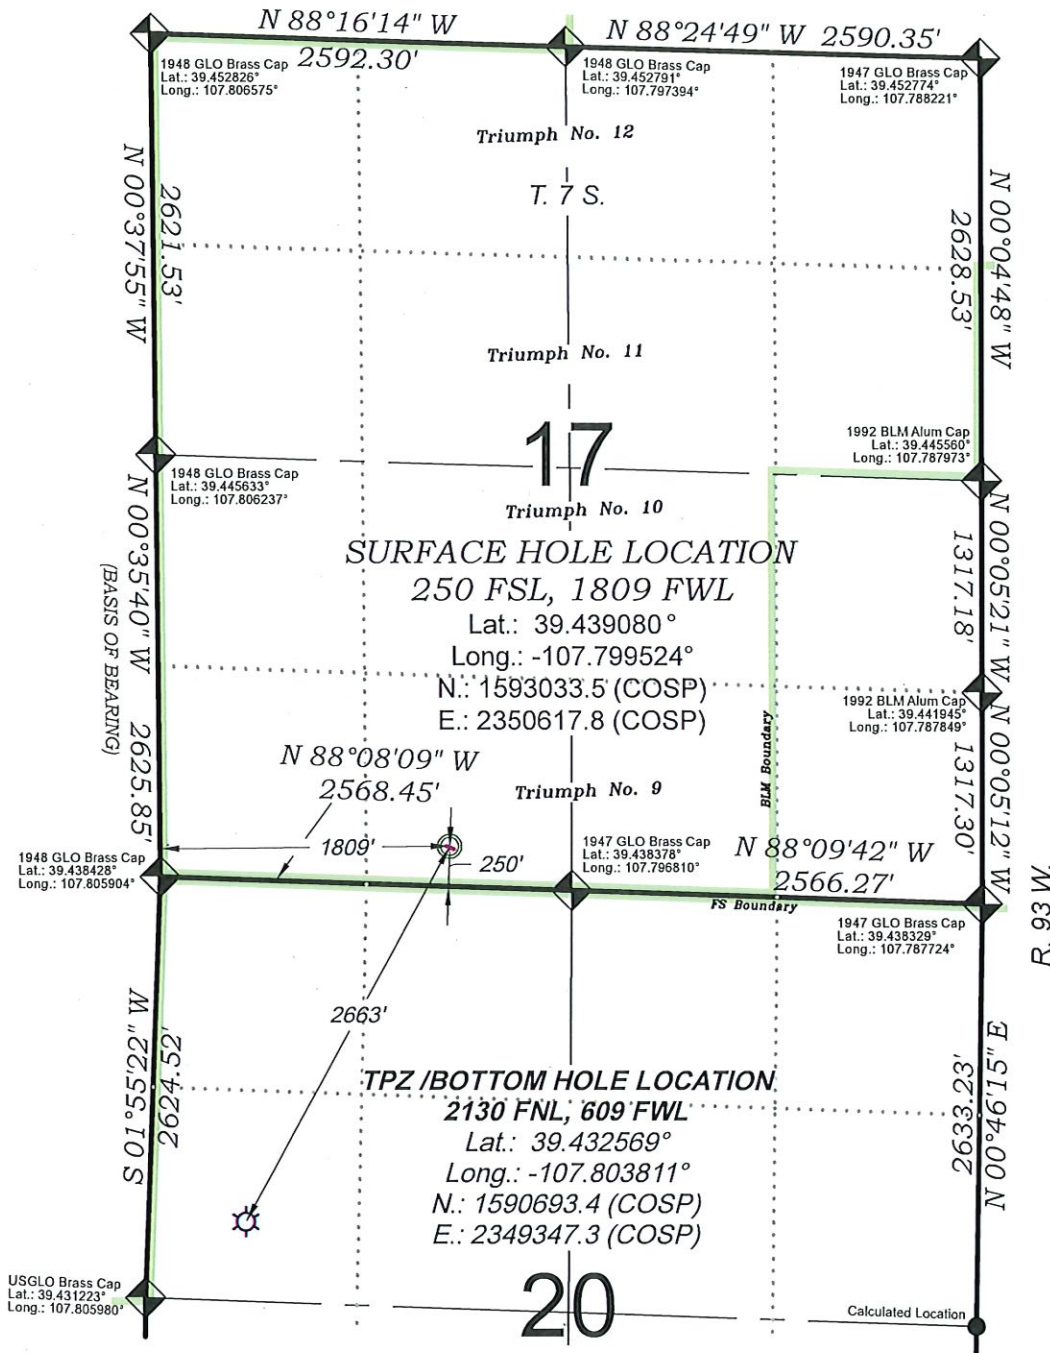 N 88°16'14" W
2592.30'
N 88°24'49" W 2590.35'
1948 GLO Brass Cap
Lat.: 39.452826°
Long.: 107.806575°
1948 GLO Brass Cap
Lat.: 39.452791°
Long.: 107.797394°
1947 GLO Brass Cap
Lat.: 39.452774°
Long.: 107.788221°
Triumph No. 12
T. 7 S.
N 00°37'55" W
2621.53'
N 00°04'48" W
2628.53'
Triumph No. 11
17
1992 BLM Alum Cap
Lat.: 39.445560°
Long.: 107.787973°
1948 GLO Brass Cap
Lat.: 39.445633°
Long.: 107.806237°
Triumph No. 10
SURFACE HOLE LOCATION
250 FSL, 1809 FWL
Lat.: 39.439080°
Long.: -107.799524°
N.: 1593033.5 (COSP)
E.: 2350617.8 (COSP)
N 00°35'40" W
2625.85'
(BASIS OF BEARING)
N 00°05'21" W
1317.18'
1992 BLM Alum Cap
Lat.: 39.441945°
Long.: 107.787849°
N 00°05'12" W
1317.30'
BLM Boundary
N 88°08'09" W
2568.45'
Triumph No. 9
1809'
250'
1947 GLO Brass Cap
Lat.: 39.438378°
Long.: 107.796810°
N 88°09'42" W
2566.27'
FS Boundary
1948 GLO Brass Cap
Lat.: 39.438428°
Long.: 107.805904°
1947 GLO Brass Cap
Lat.: 39.438329°
Long.: 107.787724°
R. 93 W.
2663'
S 01°55'22" W
2624.52'
N 00°46'15" E
2633.23'
TPZ /BOTTOM HOLE LOCATION
2130 FNL, 609 FWL
Lat.: 39.432569°
Long.: -107.803811°
N.: 1590693.4 (COSP)
E.: 2349347.3 (COSP)
USGLO Brass Cap
Lat.: 39.431223°
Long.: 107.805980°
20
Calculated Location